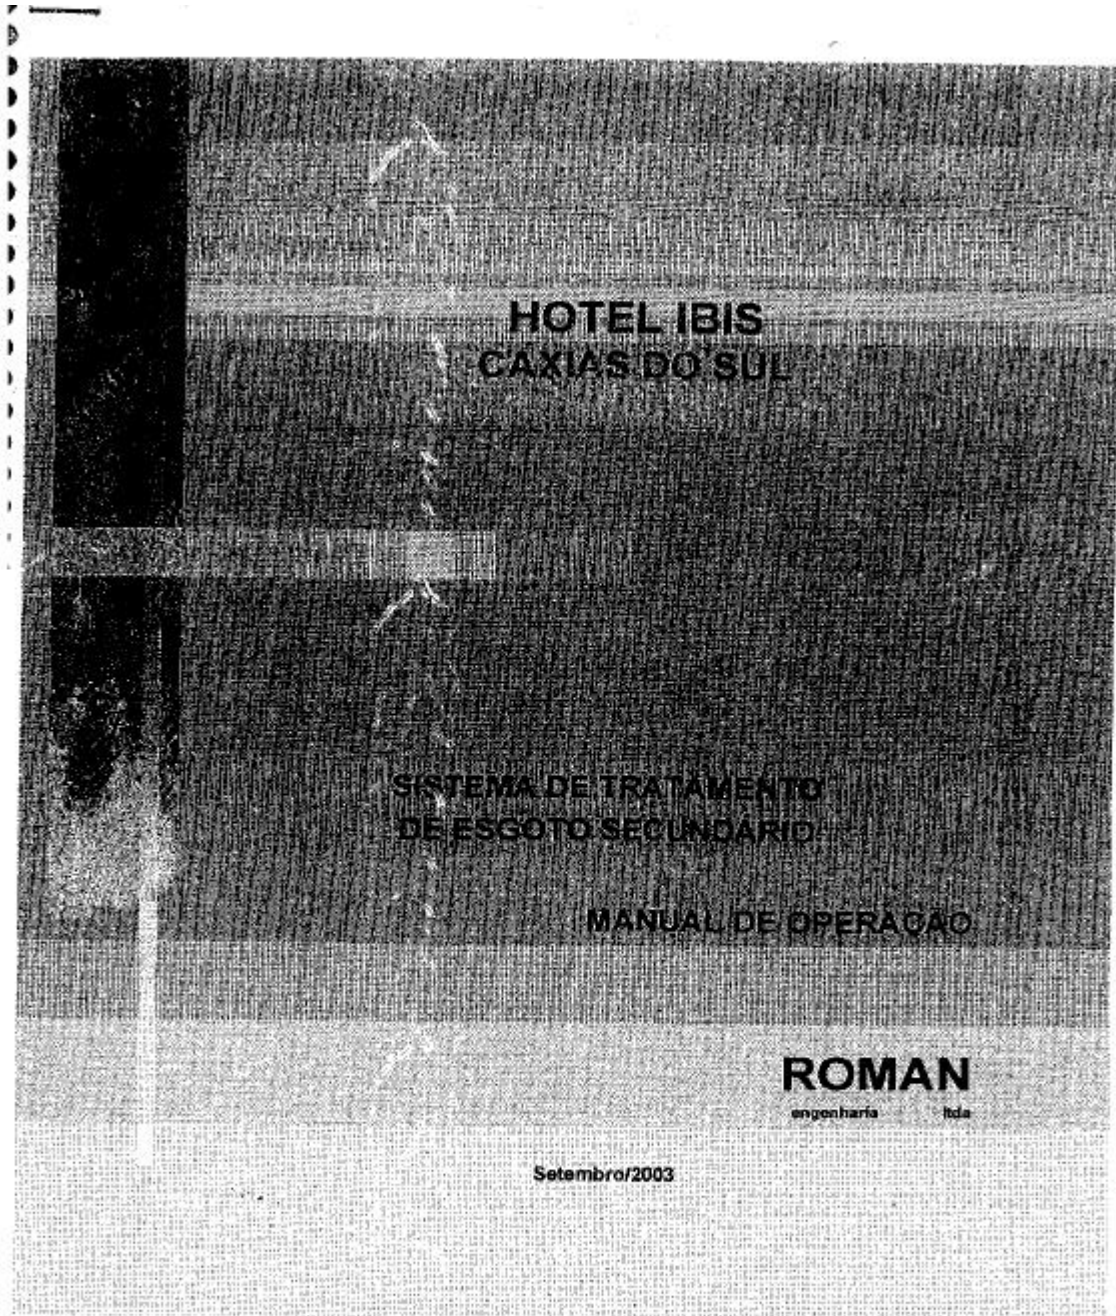 HOTEL IBIS
CAXIAS DO SUL
SISTEMA DE TRATAMENTO
DE ESGOTO SECUNDÁRIO
MANUAL DE OPERAÇÃO
ROMAN
engenharia ltda
Setembro/2003